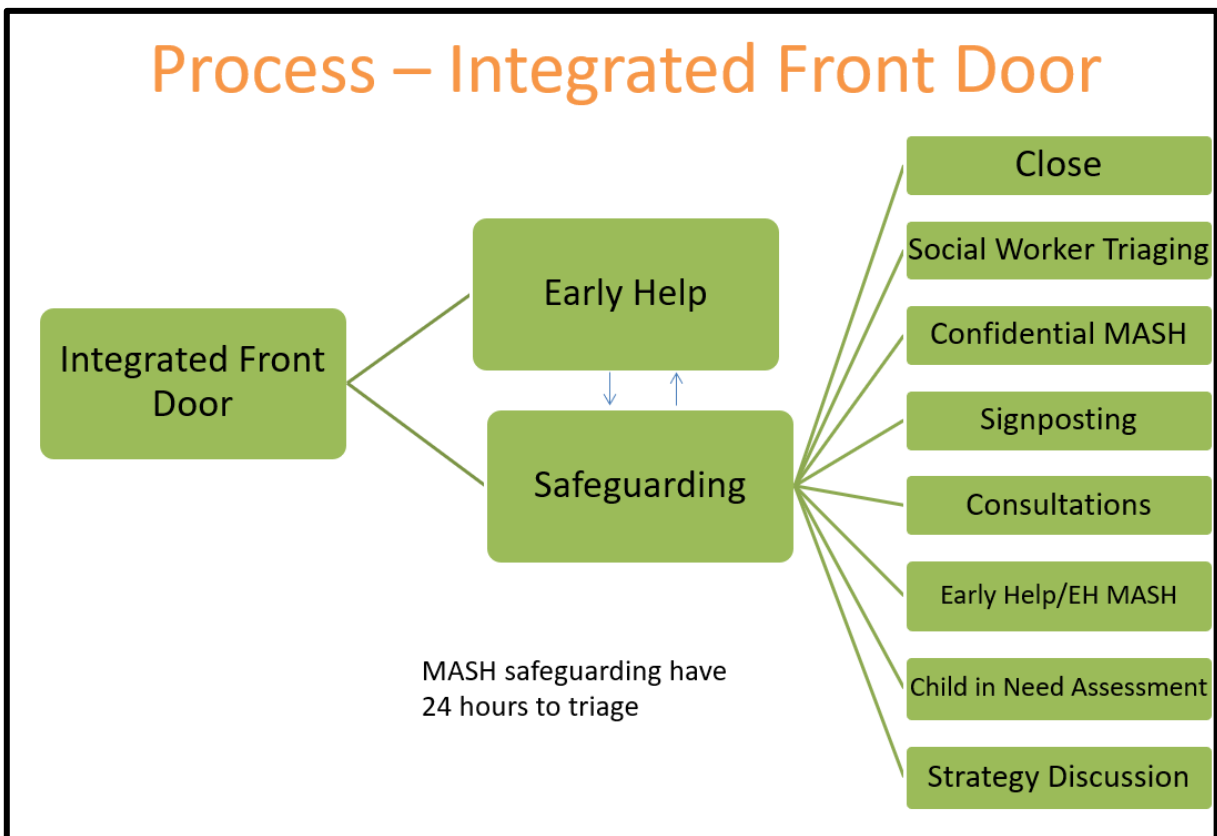 Process – Integrated Front Door
Integrated Front
Door
Early Help
Safeguarding
MASH safeguarding have
24 hours to triage
Close
Social Worker Triaging
Confidential MASH
Signposting
Consultations
Early Help/EH MASH
Child in Need Assessment
Strategy Discussion